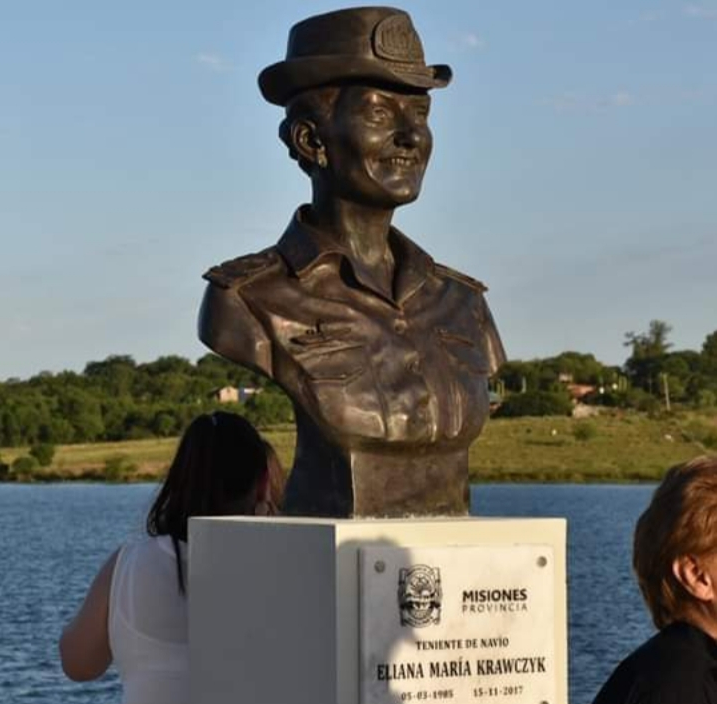 MISIONES
PROVINCIA
TENIENTE DE NAVÍO
ELIANA MARÍA KRAWCZYK
05-03-1985 15-11-2017